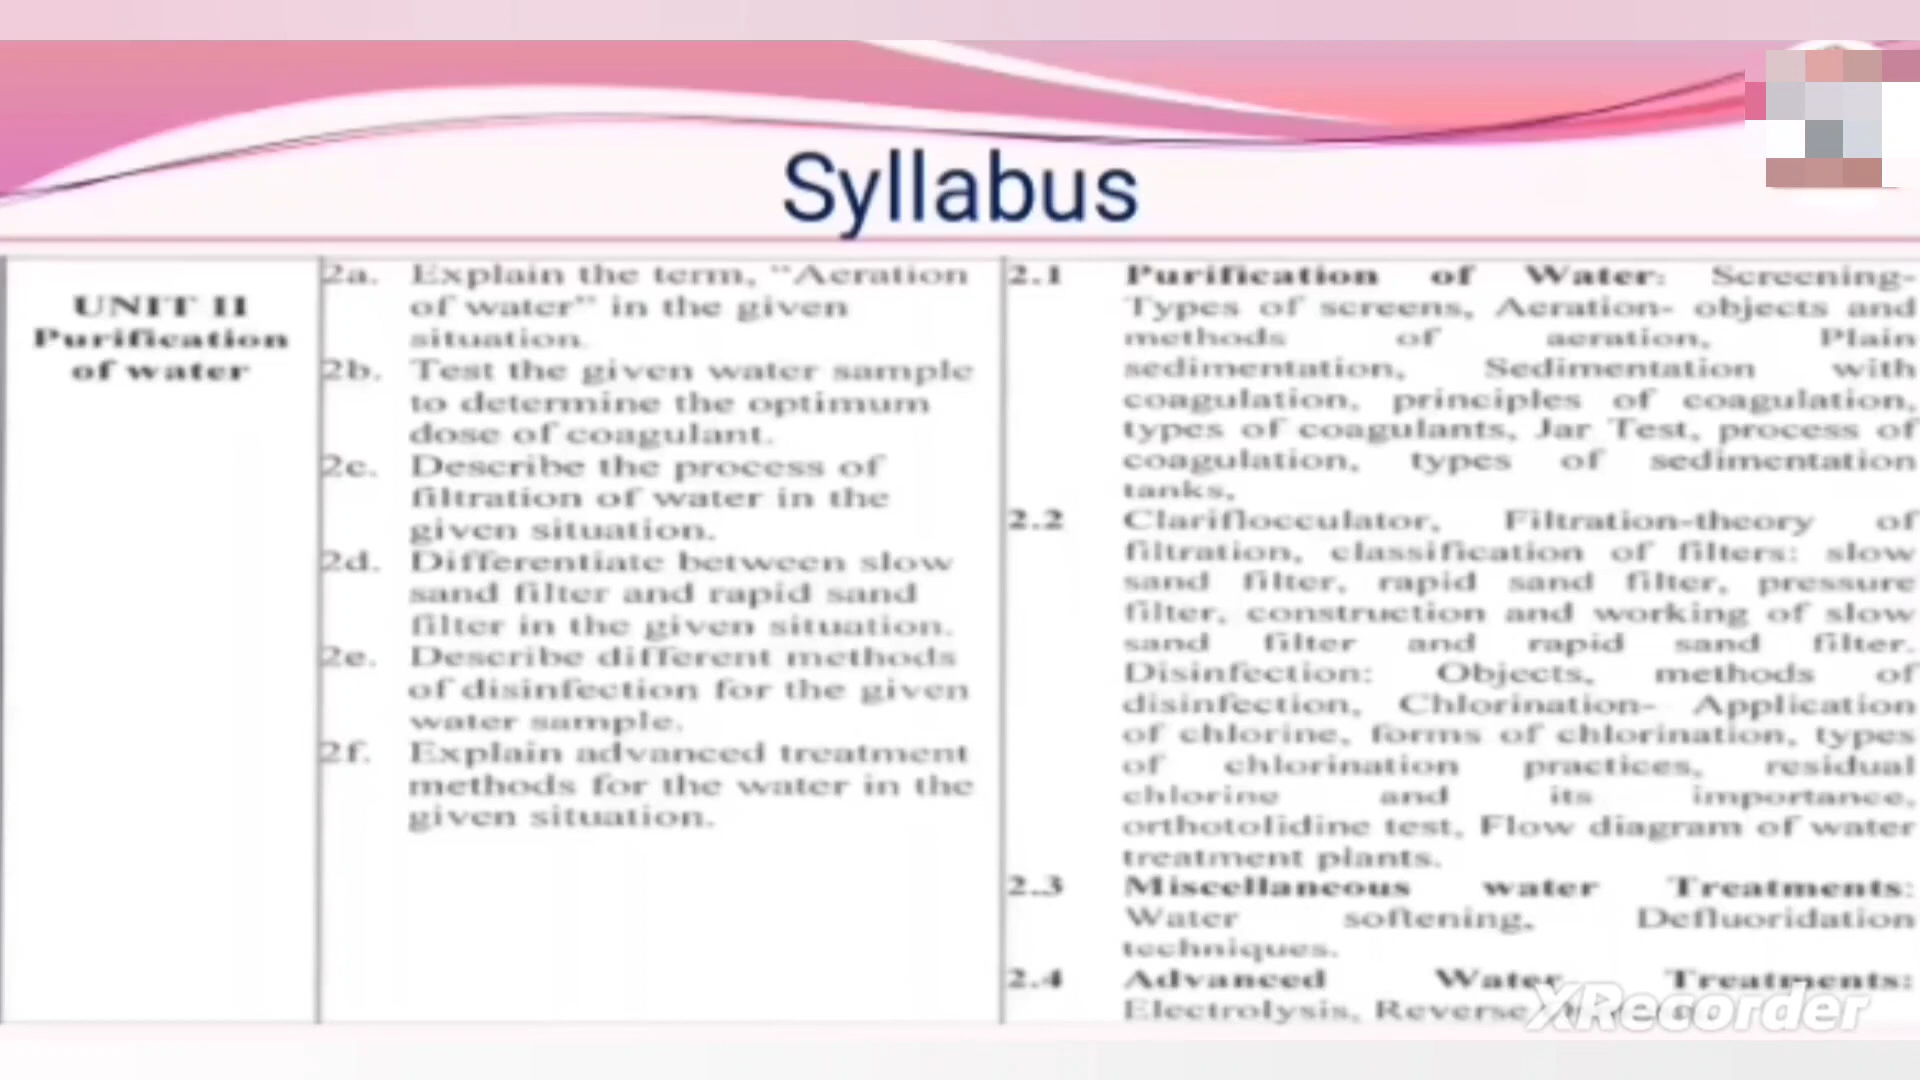 Syllabus
UNIT II
Purification
of water
2a. Explain the term, "Aeration
of water" in the given
situation.
2b. Test the given water sample
to determine the optimum
dose of coagulant.
2c. Describe the process of
filtration of water in the
given situation.
2d. Differentiate between slow
sand filter and rapid sand
filter in the given situation.
2e. Describe different methods
of disinfection for the given
water sample.
2f. Explain advanced treatment
methods for the water in the
given situation.
2.1 Purification of Water: Screening-
Types of screens, Aeration- objects and
methods of aeration, Plain
sedimentation, Sedimentation with
coagulation, principles of coagulation,
types of coagulants, Jar Test, process of
coagulation, types of sedimentation
tanks,
2.2 Clariflocculator, Filtration-theory of
filtration, classification of filters: slow
sand filter, rapid sand filter, pressure
filter, construction and working of slow
sand filter and rapid sand filter.
Disinfection: Objects, methods of
disinfection, Chlorination- Application
of chlorine, forms of chlorination, types
of chlorination practices, residual
chlorine and its importance,
orthotolidine test, Flow diagram of water
treatment plants.
2.3 Miscellaneous water Treatments:
Water softening, Defluoridation
techniques.
2.4 Advanced Water Treatments:
Electrolysis, Reverse
XRecorder